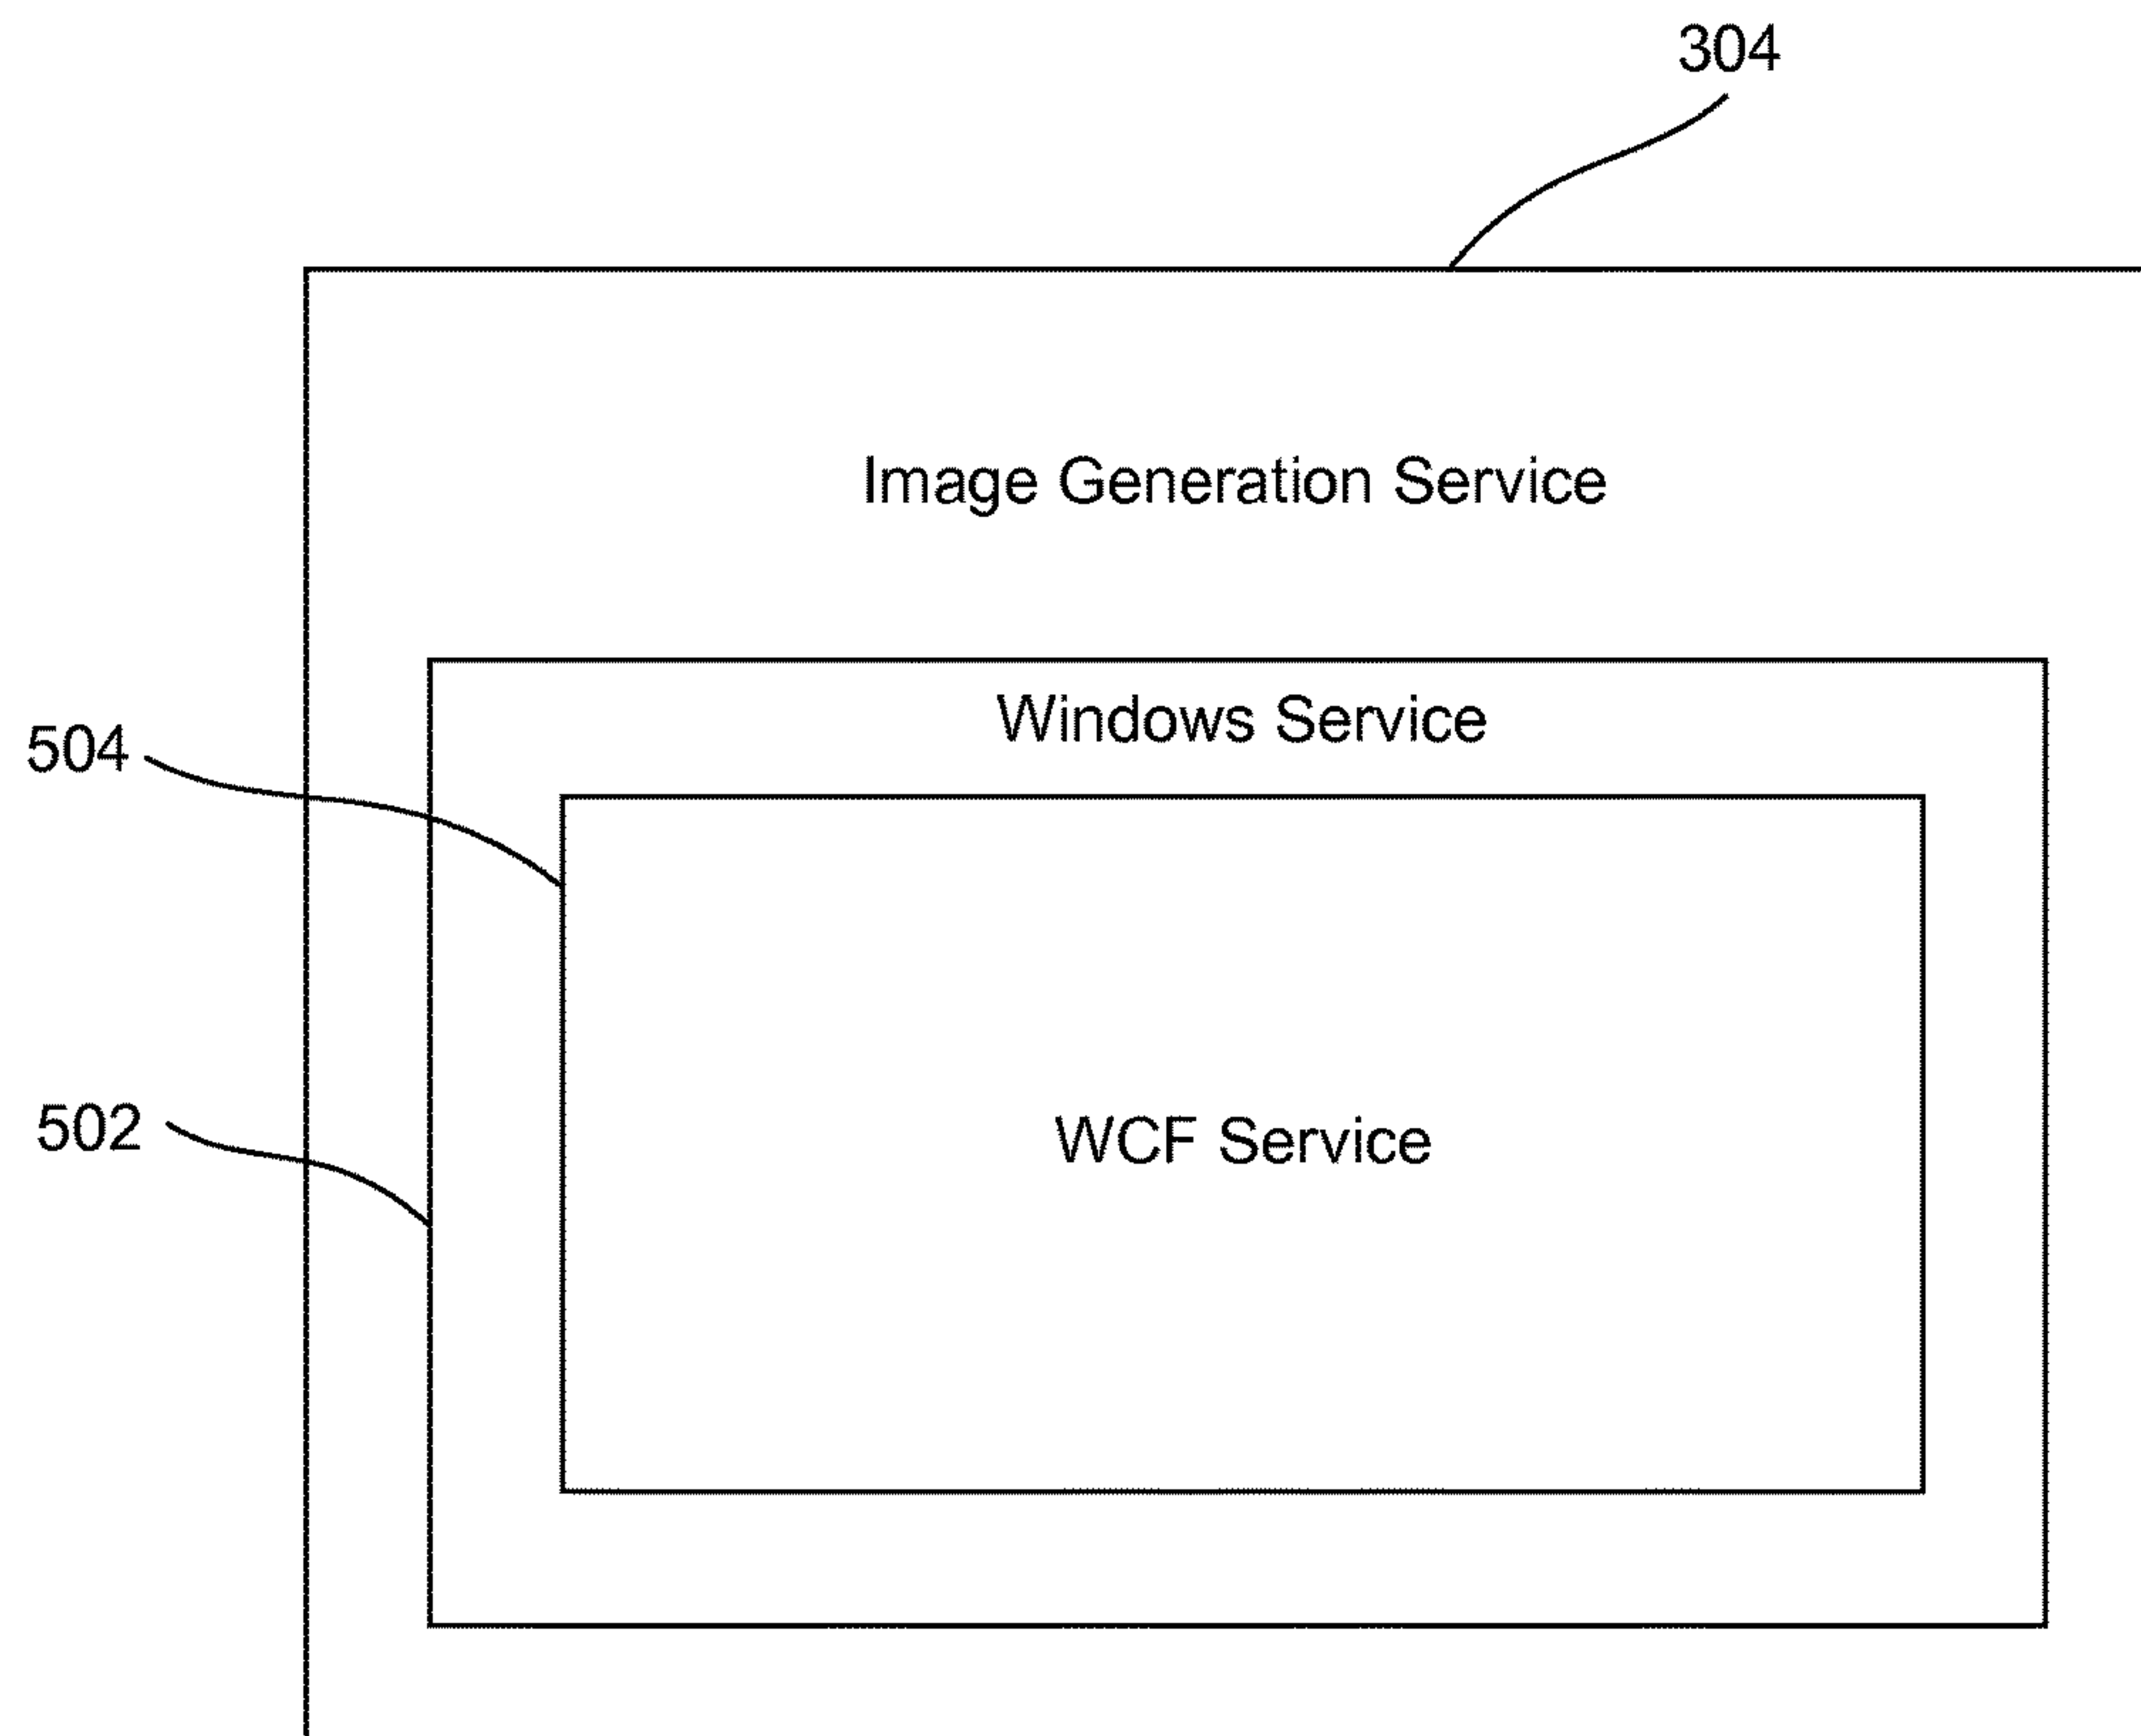 304
Image Generation Service
Windows Service
504
502
WCF Service